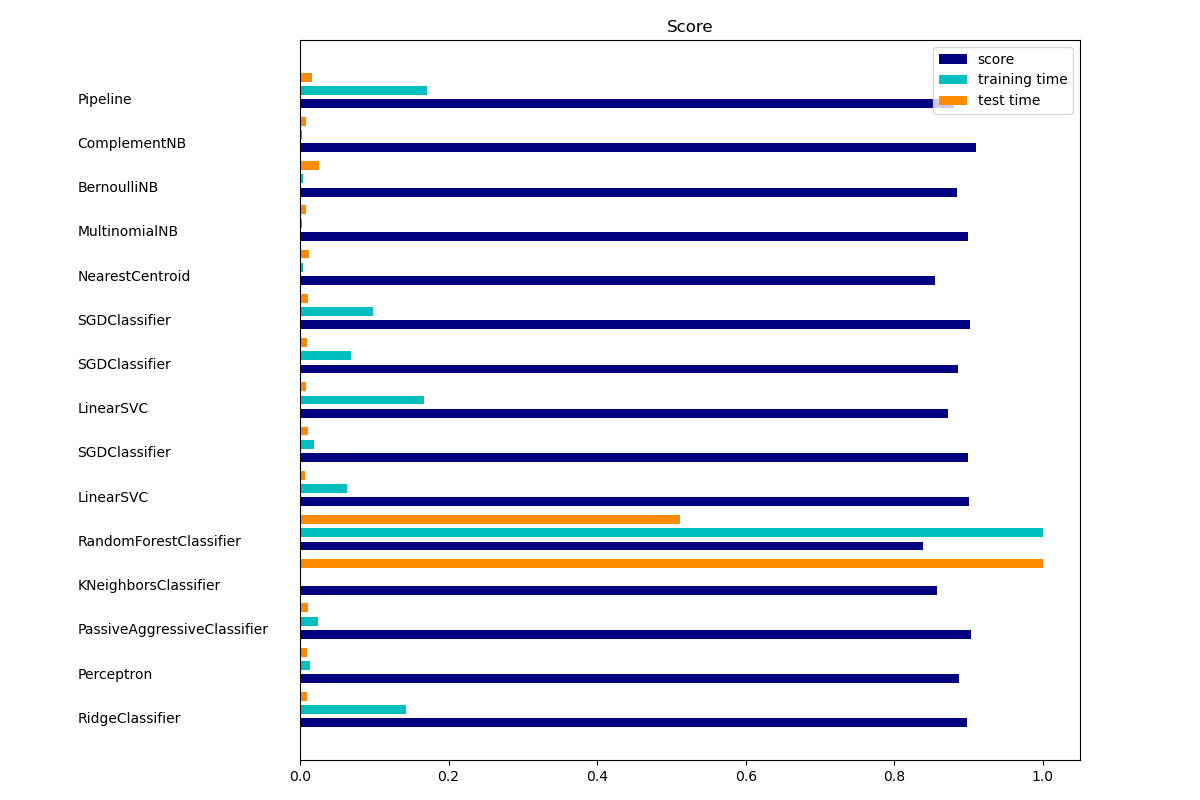 Score
score
training time
test time
Pipeline
ComplementNB
BernoulliNB
MultinomialNB
NearestCentroid
SGDClassifier
SGDClassifier
LinearSVC
SGDClassifier
LinearSVC
RandomForestClassifier
KNeighborsClassifier
PassiveAggressiveClassifier
Perceptron
RidgeClassifier
0.0 0.2 0.4 0.6 0.8 1.0